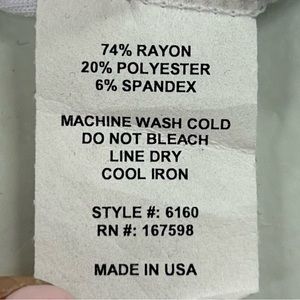 74% RAYON
20% POLYESTER
6% SPANDEX
MACHINE WASH COLD
DO NOT BLEACH
LINE DRY
COOL IRON
STYLE #: 6160
RN #: 167598
MADE IN USA